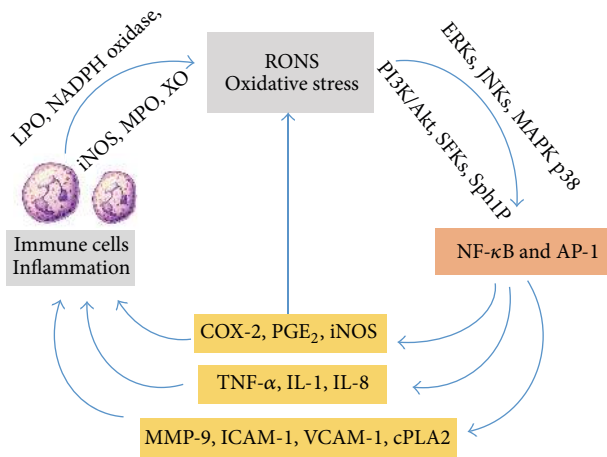 LPO, NADPH oxidase,
iNOS, MPO, XO
RONS
Oxidative stress
ERKs, JNKs, MAPK p38
PI3K/Akt, SFKs, Sph1P
Immune cells
Inflammation
NF-κB and AP-1
COX-2, PGE₂, iNOS
TNF-α, IL-1, IL-8
MMP-9, ICAM-1, VCAM-1, cPLA2